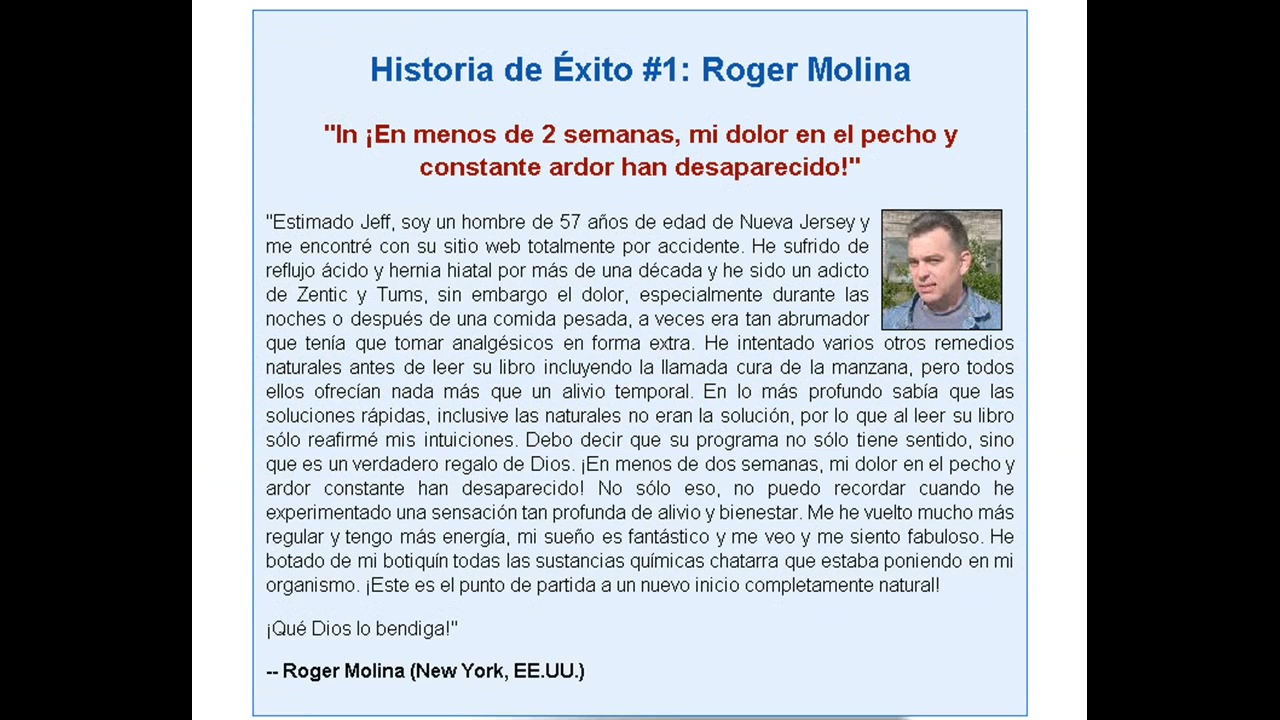 Historia de Éxito #1: Roger Molina
"In ¡En menos de 2 semanas, mi dolor en el pecho y
constante ardor han desaparecido!"
"Estimado Jeff, soy un hombre de 57 años de edad de Nueva Jersey y
me encontré con su sitio web totalmente por accidente. He sufrido de
reflujo ácido y hernia hiatal por más de una década y he sido un adicto
de Zentic y Tums, sin embargo el dolor, especialmente durante las
noches o después de una comida pesada, a veces era tan abrumador
que tenía que tomar analgésicos en forma extra. He intentado varios otros remedios
naturales antes de leer su libro incluyendo la llamada cura de la manzana, pero todos
ellos ofrecían nada más que un alivio temporal. En lo más profundo sabía que las
soluciones rápidas, inclusive las naturales no eran la solución, por lo que al leer su libro
sólo reafirmé mis intuiciones. Debo decir que su programa no sólo tiene sentido, sino
que es un verdadero regalo de Dios. ¡En menos de dos semanas, mi dolor en el pecho y
ardor constante han desaparecido! No sólo eso, no puedo recordar cuando he
experimentado una sensación tan profunda de alivio y bienestar. Me he vuelto mucho más
regular y tengo más energía, mi sueño es fantástico y me veo y me siento fabuloso. He
botado de mi botiquín todas las sustancias químicas chatarra que estaba poniendo en mi
organismo. ¡Este es el punto de partida a un nuevo inicio completamente natural!
¡Qué Dios lo bendiga!"
-- Roger Molina (New York, EE.UU.)